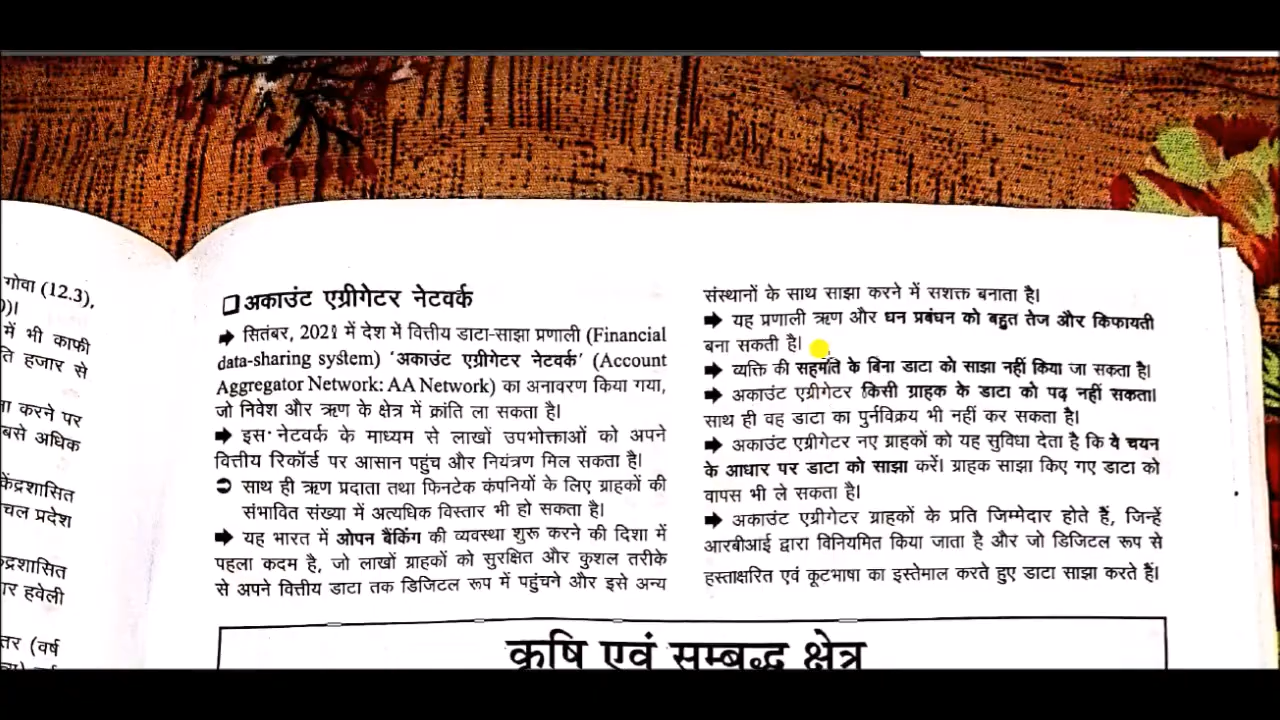 गोवा (12.3),
में भी काफी
ति हजार से
ा करने पर
बसे अधिक
केंद्रशासित
चल प्रदेश
द्रशासित
ार हवेली
तर (वर्ष
अकाउंट एग्रीगेटर नेटवर्क
सितंबर, 2021 में देश में वित्तीय डाटा-साझा प्रणाली (Financial
data-sharing system) ‘अकाउंट एग्रीगेटर नेटवर्क’ (Account
Aggregator Network: AA Network) का अनावरण किया गया,
जो निवेश और ऋण के क्षेत्र में क्रांति ला सकता है।
इस नेटवर्क के माध्यम से लाखों उपभोक्ताओं को अपने
वित्तीय रिकॉर्ड पर आसान पहुंच और नियंत्रण मिल सकता है।
साथ ही ऋण प्रदाता तथा फिनटेक कंपनियों के लिए ग्राहकों की
संभावित संख्या में अत्यधिक विस्तार भी हो सकता है।
यह भारत में ओपन बैंकिंग की व्यवस्था शुरू करने की दिशा में
पहला कदम है, जो लाखों ग्राहकों को सुरक्षित और कुशल तरीके
से अपने वित्तीय डाटा तक डिजिटल रूप में पहुंचने और इसे अन्य
संस्थानों के साथ साझा करने में सशक्त बनाता है।
यह प्रणाली ऋण और धन प्रबंधन को बहुत तेज और किफायती
बना सकती है।
व्यक्ति की सहमति के बिना डाटा को साझा नहीं किया जा सकता है।
अकाउंट एग्रीगेटर किसी ग्राहक के डाटा को पढ़ नहीं सकता।
साथ ही वह डाटा का पुर्नविक्रय भी नहीं कर सकता है।
अकाउंट एग्रीगेटर नए ग्राहकों को यह सुविधा देता है कि वे चयन
के आधार पर डाटा को साझा करें। ग्राहक साझा किए गए डाटा को
वापस भी ले सकता है।
अकाउंट एग्रीगेटर ग्राहकों के प्रति जिम्मेदार होते हैं, जिन्हें
आरबीआई द्वारा विनियमित किया जाता है और जो डिजिटल रूप से
हस्ताक्षरित एवं कूटभाषा का इस्तेमाल करते हुए डाटा साझा करते हैं।
कृषि एवं सम्बद्ध क्षेत्र